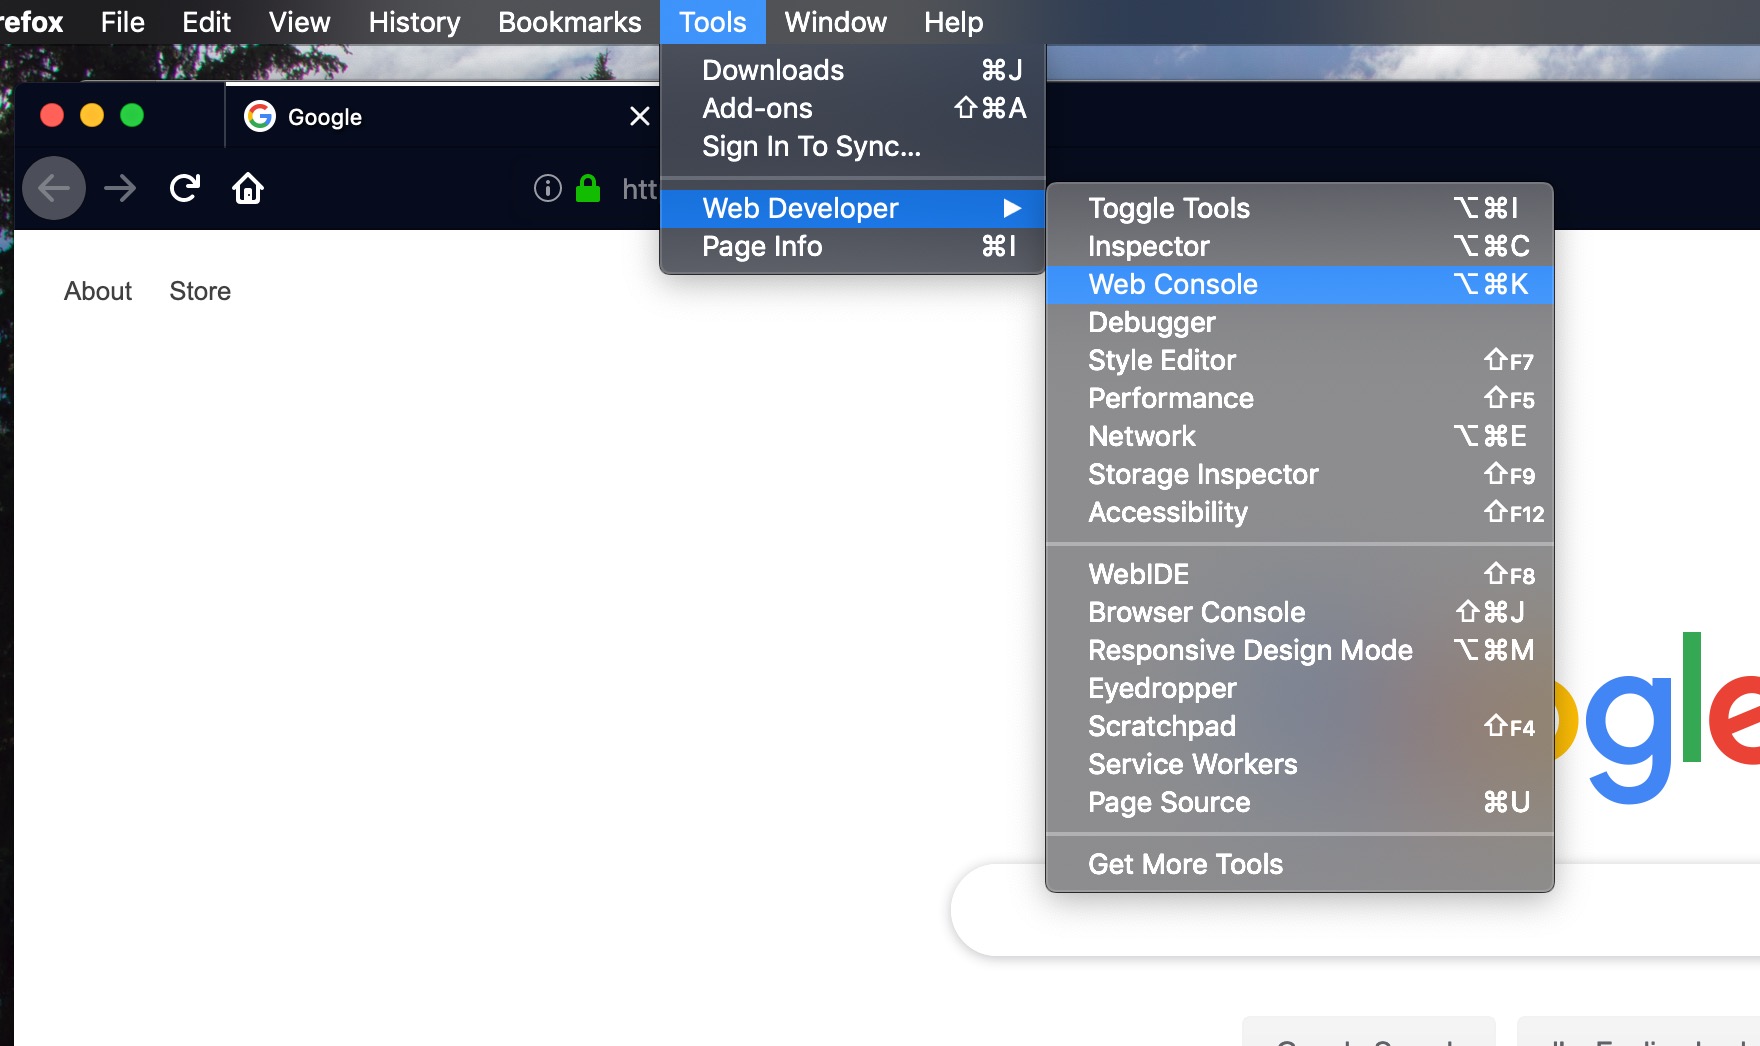 refox File Edit View History Bookmarks Tools Window Help
Google
htt
About Store
Downloads ⌘J
Add-ons ⇧⌘A
Sign In To Sync...
Web Developer ▶
Page Info ⌘I
Toggle Tools ⌥⌘I
Inspector ⌥⌘C
Web Console ⌥⌘K
Debugger
Style Editor ⇧F7
Performance ⇧F5
Network ⌥⌘E
Storage Inspector ⇧F9
Accessibility ⇧F12
WebIDE ⇧F8
Browser Console ⇧⌘J
Responsive Design Mode ⌥⌘M
Eyedropper
Scratchpad ⇧F4
Service Workers
Page Source ⌘U
Get More Tools
ogle